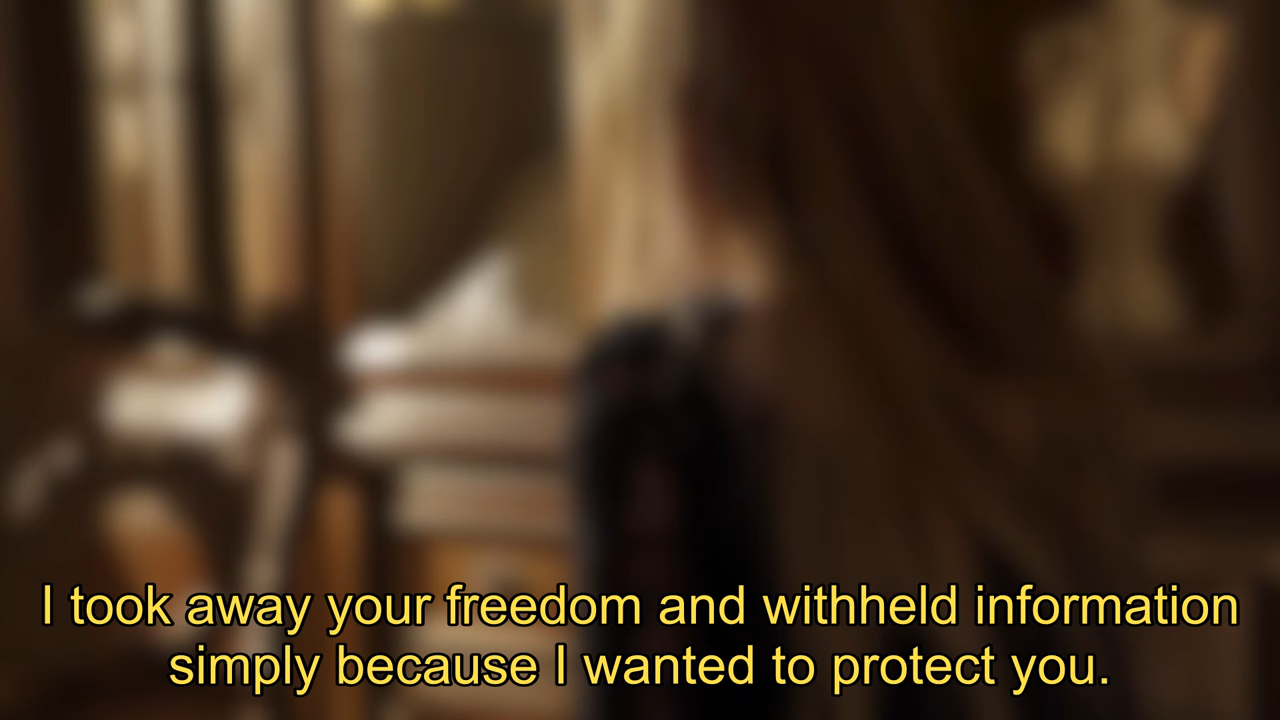 I took away your freedom and withheld information
simply because I wanted to protect you.